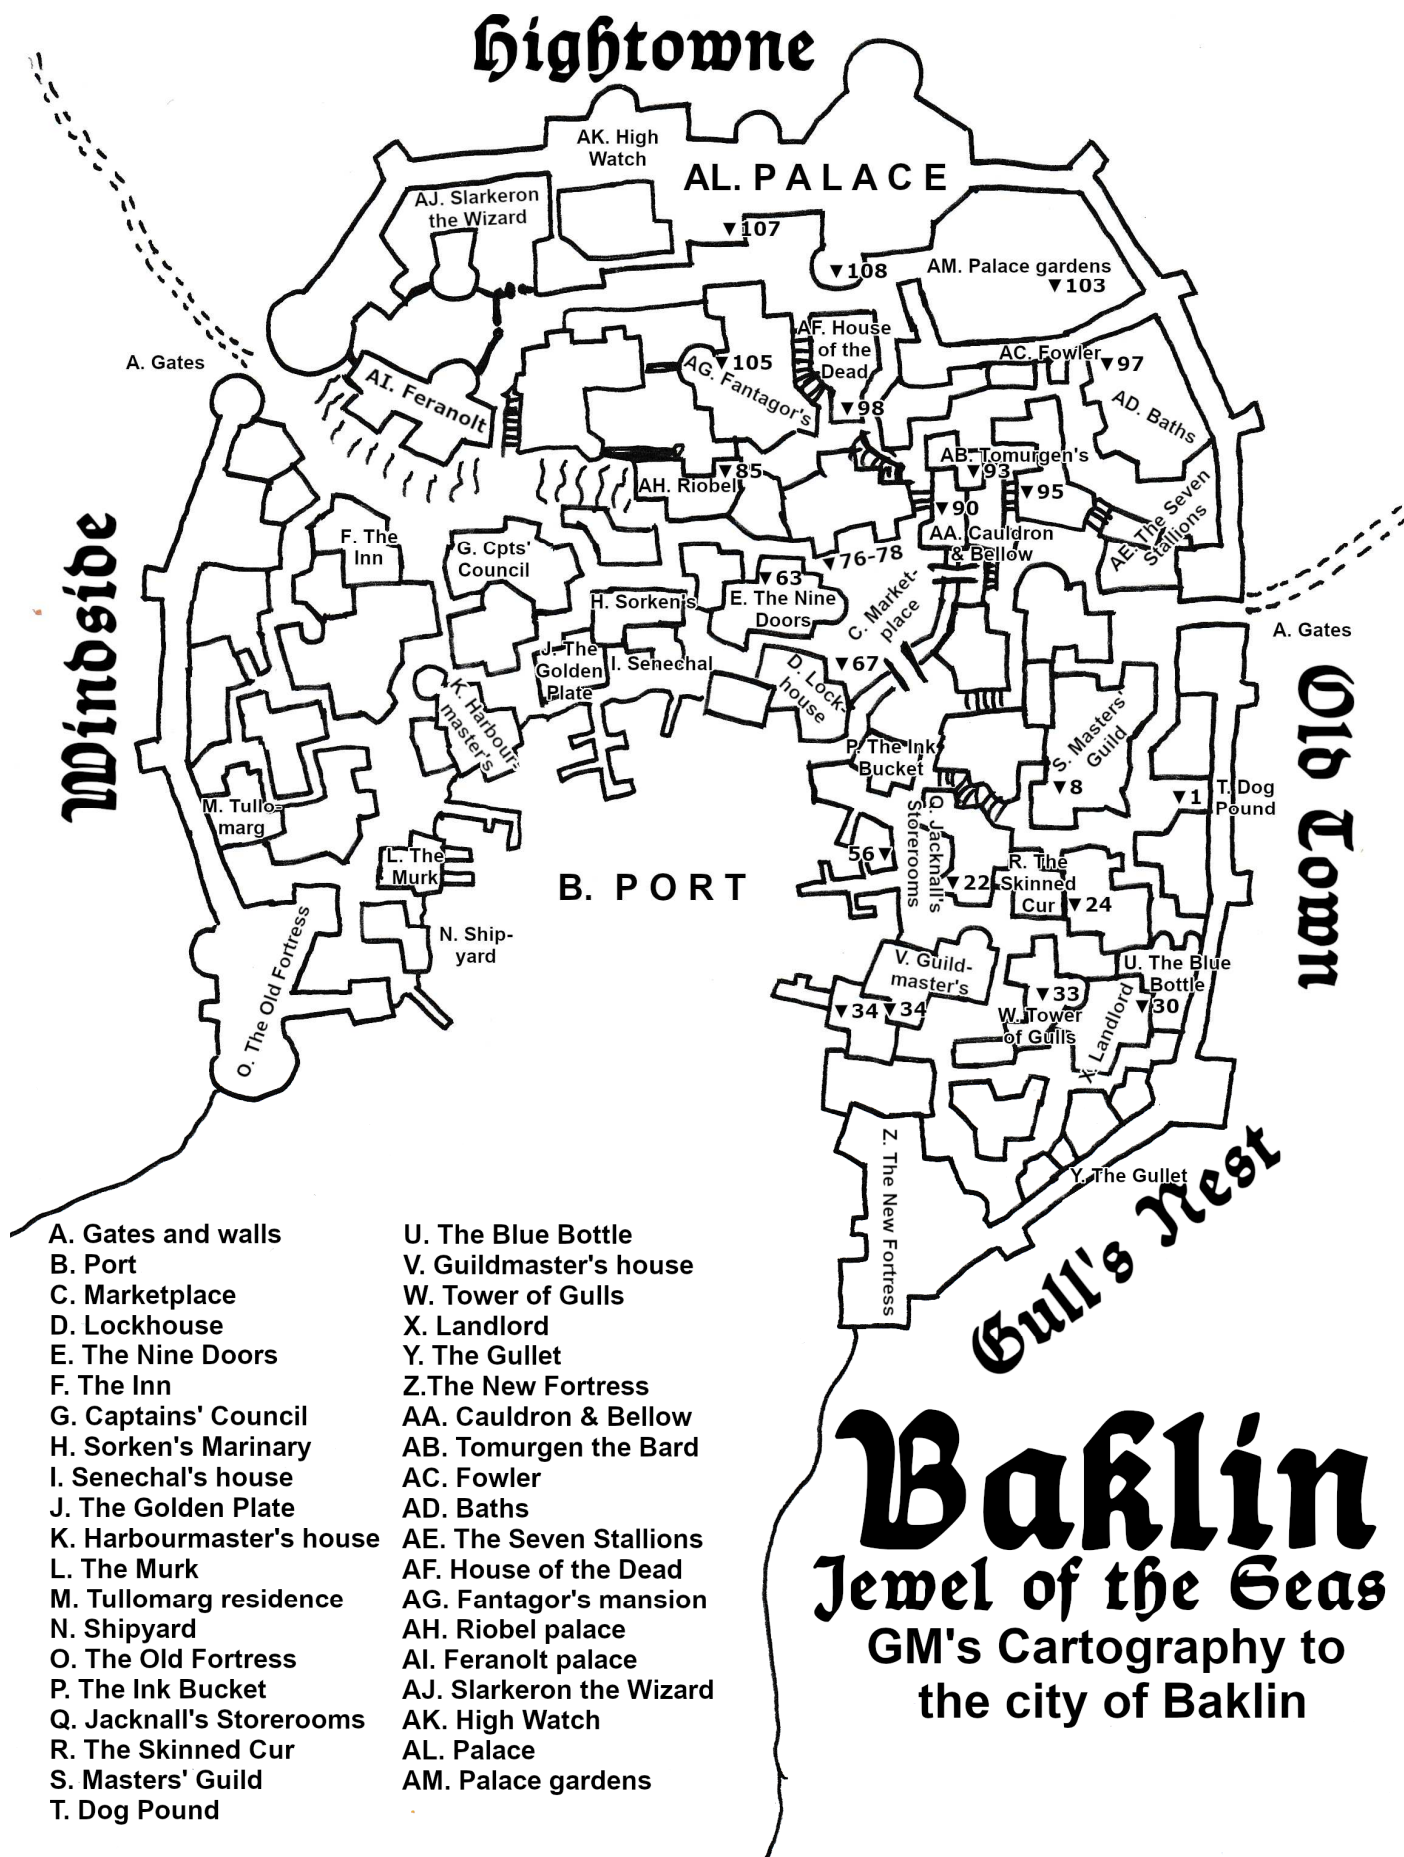 Hightowne
AK. High
Watch
AL. P A L A C E
AJ. Slarkeron
the Wizard
▼107
▼108
AM. Palace gardens
▼103
A. Gates
AI. Feranolt
▼105
AG. Fantagor's
AF. House
of the
Dead
▼98
AC. Fowler
▼97
AD. Baths
AH. Riobel
▼85
AB. Tomurgen's
▼93
▼95
▼90
AA. Cauldron
& Bellow
AE. The Seven
Stallions
Windside
F. The
Inn
G. Cpts'
Council
▼76-78
▼63
E. The Nine
Doors
C. Market-
place
H. Sorken's
J. The
Golden
Plate
I. Senechal
D. Lock-
house
▼67
A. Gates
Old Town
K. Harbour-
master's
P. The Ink
Bucket
S. Masters'
Guild
▼8
▼1
T. Dog
Pound
M. Tullo-
marg
L. The
Murk
B. P O R T
56▼
Q. Jacknall's
Storerooms
▼22
R. The
Skinned
Cur
▼24
N. Ship-
yard
O. The Old Fortress
V. Guild-
master's
▼34
▼34
▼33
W. Tower
of Gulls
U. The Blue
Bottle
▼30
X. Landlord
Y. The Gullet
Z. The New Fortress
Gull's Nest
A. Gates and walls
B. Port
C. Marketplace
D. Lockhouse
E. The Nine Doors
F. The Inn
G. Captains' Council
H. Sorken's Marinary
I. Senechal's house
J. The Golden Plate
K. Harbourmaster's house
L. The Murk
M. Tullomarg residence
N. Shipyard
O. The Old Fortress
P. The Ink Bucket
Q. Jacknall's Storerooms
R. The Skinned Cur
S. Masters' Guild
T. Dog Pound
U. The Blue Bottle
V. Guildmaster's house
W. Tower of Gulls
X. Landlord
Y. The Gullet
Z.The New Fortress
AA. Cauldron & Bellow
AB. Tomurgen the Bard
AC. Fowler
AD. Baths
AE. The Seven Stallions
AF. House of the Dead
AG. Fantagor's mansion
AH. Riobel palace
AI. Feranolt palace
AJ. Slarkeron the Wizard
AK. High Watch
AL. Palace
AM. Palace gardens
Baklin
Jewel of the Seas
GM's Cartography to
the city of Baklin